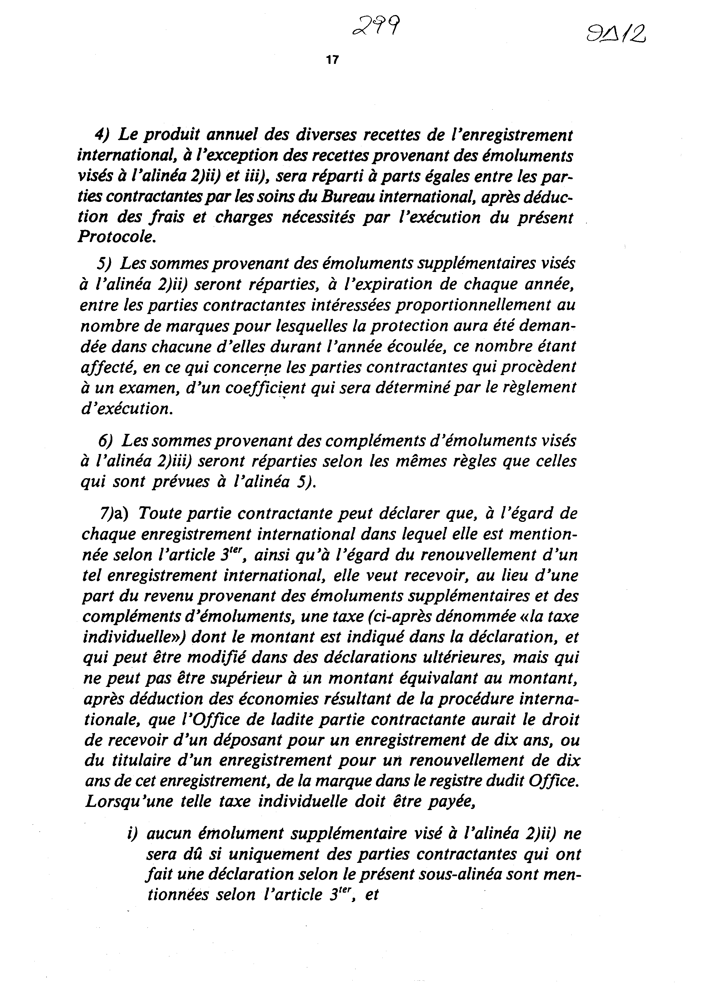 299
17
4) Le produit annuel des diverses recettes de l'enregistrement
international, à l'exception des recettes provenant des émoluments
visés à l'alinéa 2)ii) et iii), sera réparti à parts égales entre les par-
ties contractantes par les soins du Bureau international, après déduc-
tion des frais et charges nécessités par l'exécution du présent
Protocole.
5) Les sommes provenant des émoluments supplémentaires visés
à l'alinéa 2)ii) seront réparties, à l'expiration de chaque année,
entre les parties contractantes intéressées proportionnellement au
nombre de marques pour lesquelles la protection aura été deman-
dée dans chacune d'elles durant l'année écoulée, ce nombre étant
affecté, en ce qui concerne les parties contractantes qui procèdent
à un examen, d'un coefficient qui sera déterminé par le règlement
d'exécution.
6) Les sommes provenant des compléments d'émoluments visés
à l'alinéa 2)iii) seront réparties selon les mêmes règles que celles
qui sont prévues à l'alinéa 5).
7)a) Toute partie contractante peut déclarer que, à l'égard de
chaque enregistrement international dans lequel elle est mention-
née selon l'article 3ter, ainsi qu'à l'égard du renouvellement d'un
tel enregistrement international, elle veut recevoir, au lieu d'une
part du revenu provenant des émoluments supplémentaires et des
compléments d'émoluments, une taxe (ci-après dénommée «la taxe
individuelle») dont le montant est indiqué dans la déclaration, et
qui peut être modifié dans des déclarations ultérieures, mais qui
ne peut pas être supérieur à un montant équivalant au montant,
après déduction des économies résultant de la procédure interna-
tionale, que l'Office de ladite partie contractante aurait le droit
de recevoir d'un déposant pour un enregistrement de dix ans, ou
du titulaire d'un enregistrement pour un renouvellement de dix
ans de cet enregistrement, de la marque dans le registre dudit Office.
Lorsqu'une telle taxe individuelle doit être payée,
i) aucun émolument supplémentaire visé à l'alinéa 2)ii) ne
sera dû si uniquement des parties contractantes qui ont
fait une déclaration selon le présent sous-alinéa sont men-
tionnées selon l'article 3ter, et